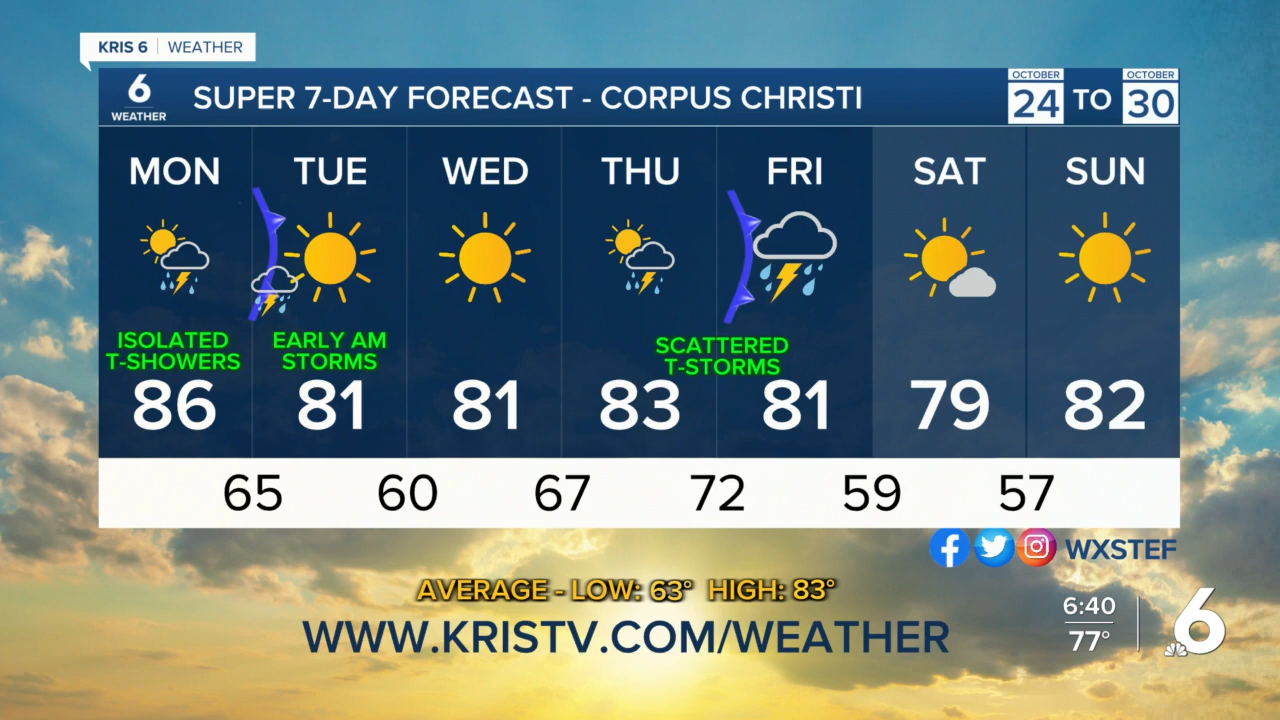 KRIS 6 | WEATHER
6
WEATHER
SUPER 7-DAY FORECAST - CORPUS CHRISTI
OCTOBER
24
TO
OCTOBER
30
MON TUE WED THU FRI SAT SUN
ISOLATED
T-SHOWERS
EARLY AM
STORMS
SCATTERED
T-STORMS
86 81 81 83 81 79 82
65 60 67 72 59 57
WXSTEF
AVERAGE - LOW: 63° HIGH: 83°
WWW.KRISTV.COM/WEATHER
6:40
77°
6